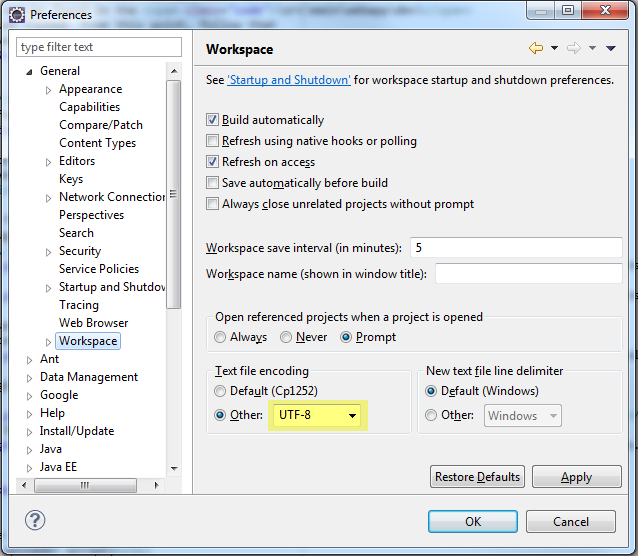 Preferences
type filter text
General
Appearance
Capabilities
Compare/Patch
Content Types
Editors
Keys
Network Connection
Perspectives
Search
Security
Service Policies
Startup and Shutdow
Tracing
Web Browser
Workspace
Ant
Data Management
Google
Help
Install/Update
Java
Java EE
Workspace
See 'Startup and Shutdown' for workspace startup and shutdown preferences.
Build automatically
Refresh using native hooks or polling
Refresh on access
Save automatically before build
Always close unrelated projects without prompt
Workspace save interval (in minutes): 5
Workspace name (shown in window title):
Open referenced projects when a project is opened
Always Never Prompt
Text file encoding
Default (Cp1252)
Other: UTF-8
New text file line delimiter
Default (Windows)
Other: Windows
Restore Defaults Apply
? OK Cancel